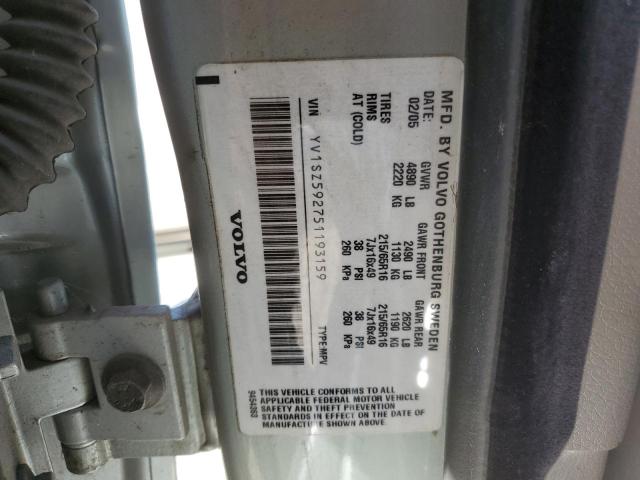 MFD. BY VOLVO GOTHENBURG SWEDEN
DATE: GVWR GAWR FRONT GAWR REAR
02/05 4890 LB 2490 LB 2620 LB
2220 KG 1130 KG 1190 KG
TIRES 215/65R16 215/65R16
RIMS 7Jx16x49 7Jx16x49
AT (COLD) 38 PSI 38 PSI
260 KPa 260 KPa
VIN YV1SZ592751193159 TYPE:MPV
VOLVO
THIS VEHICLE CONFORMS TO ALL
APPLICABLE FEDERAL MOTOR VEHICLE
SAFETY AND THEFT PREVENTION
STANDARDS IN EFFECT ON THE DATE OF
MANUFACTURE SHOWN ABOVE.